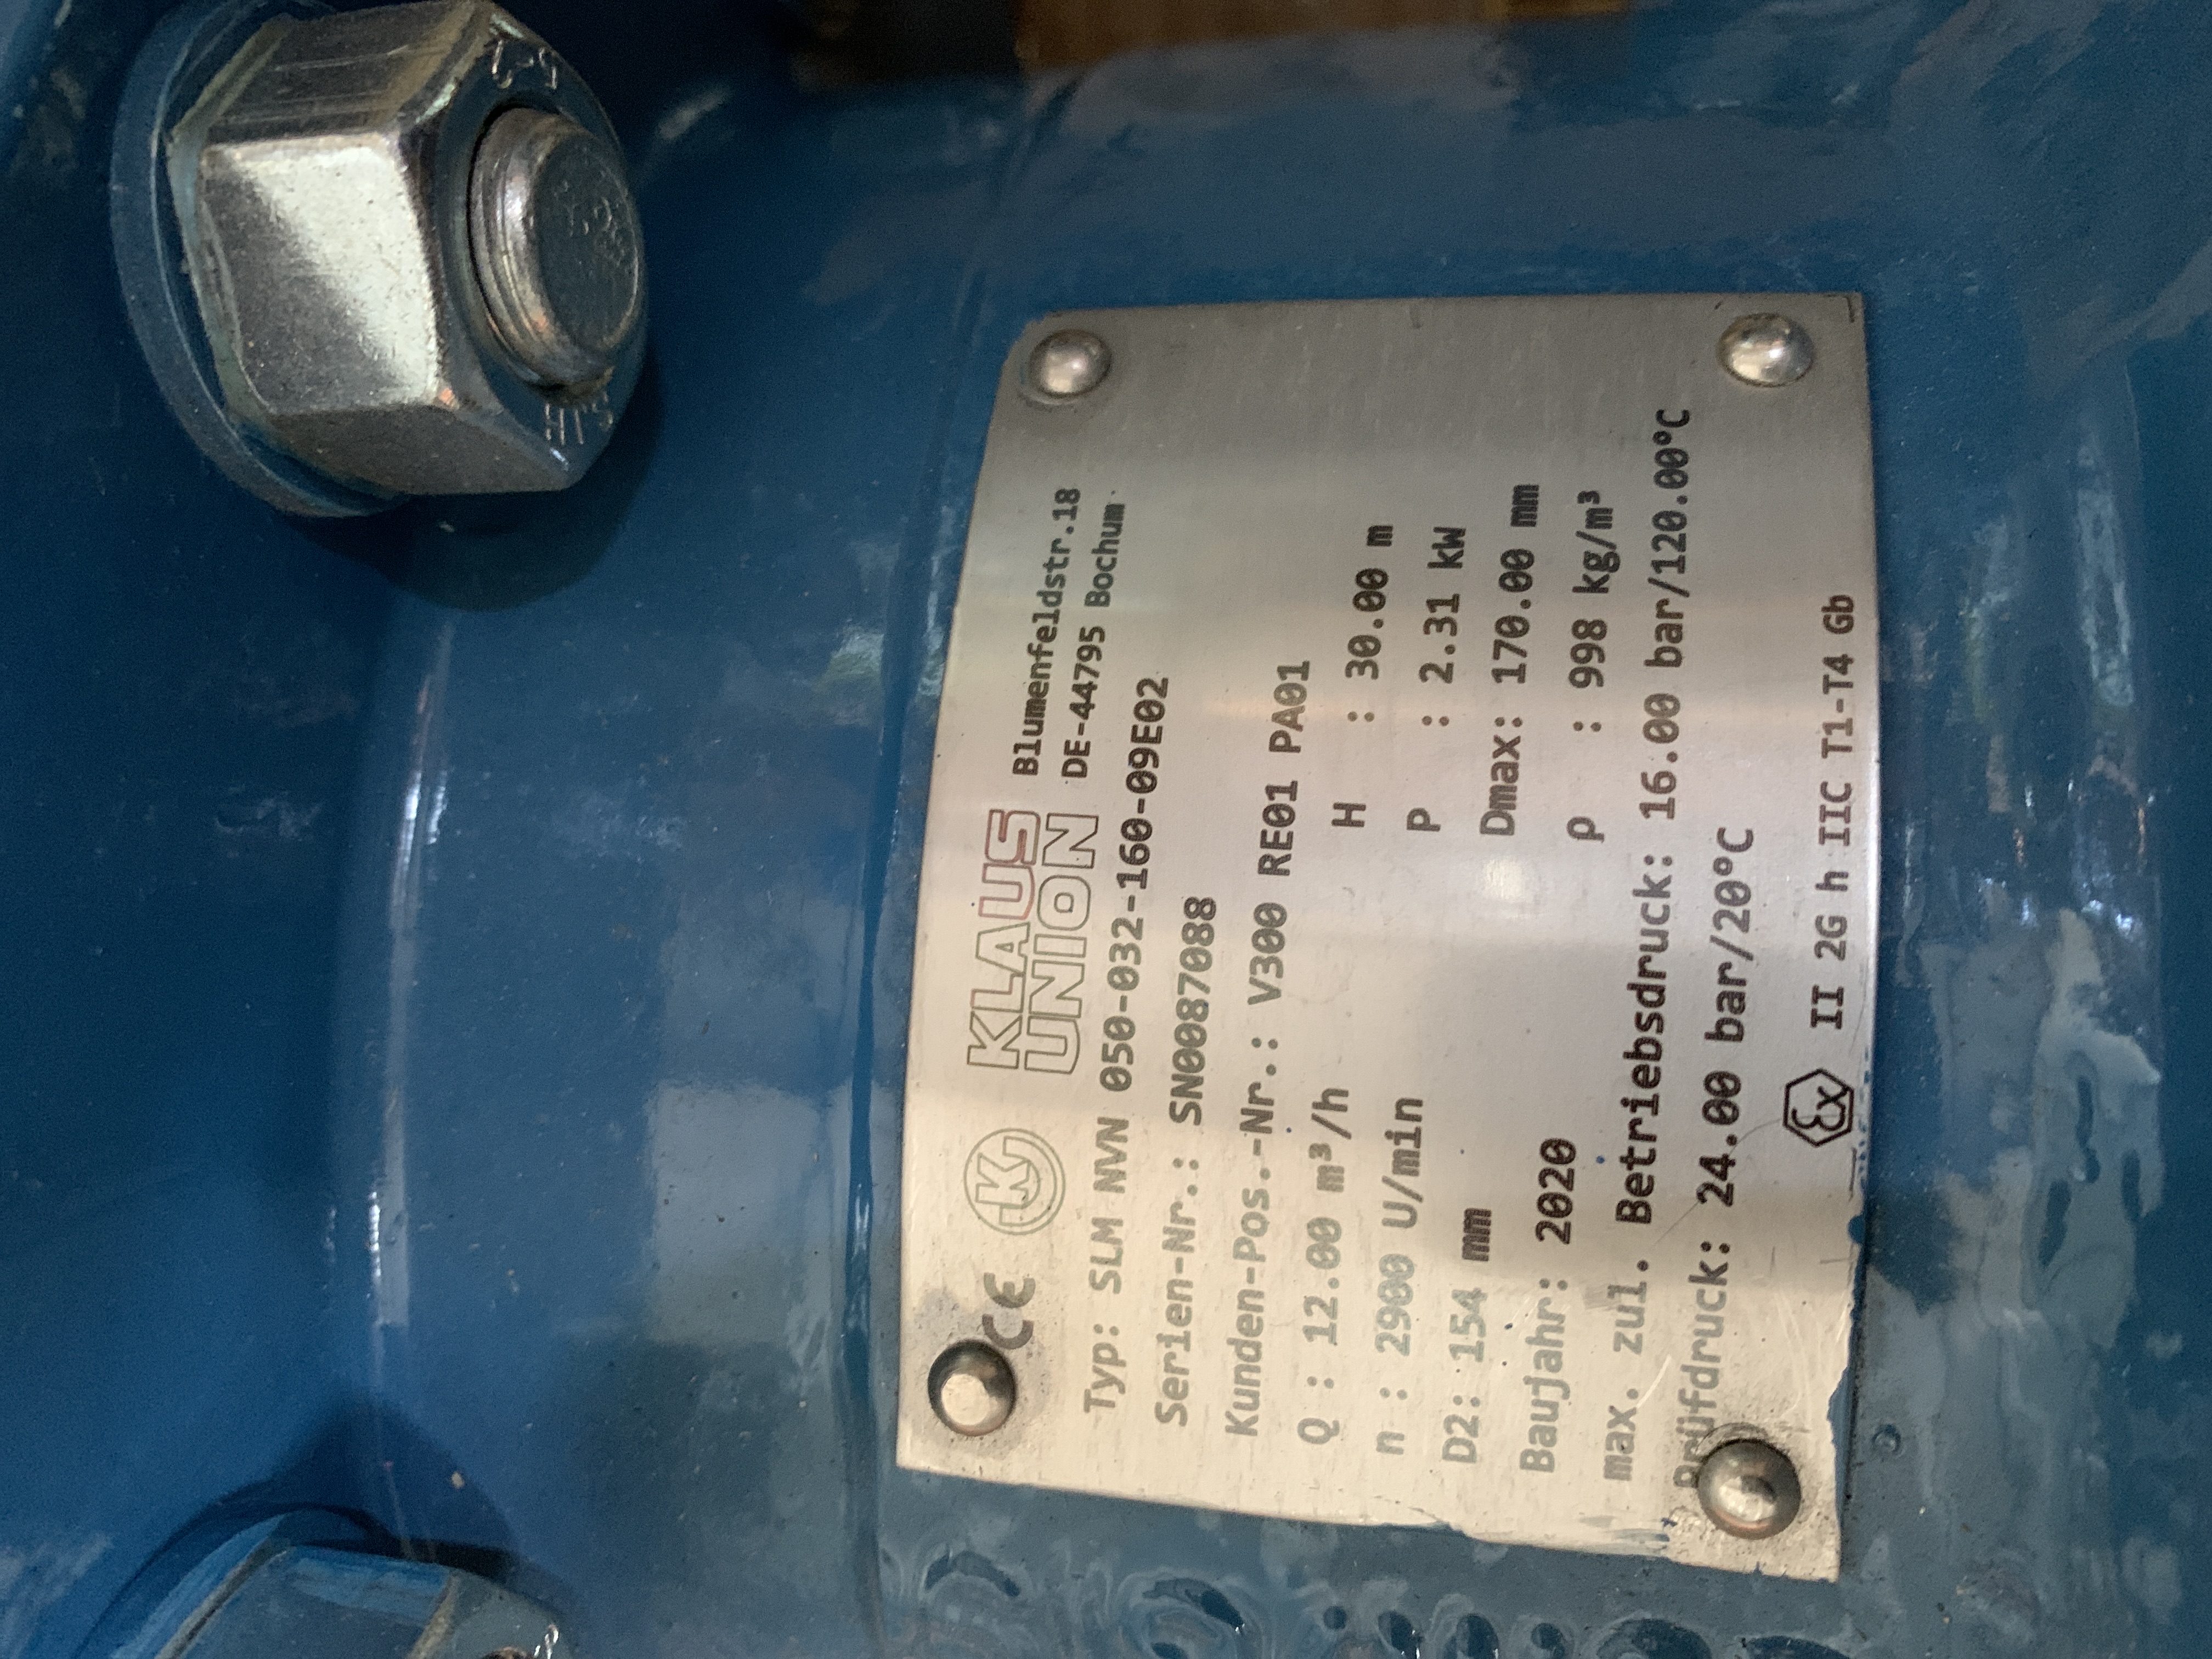 CE K KLAUS UNION Blumenfeldstr.18
DE-44795 Bochum
Typ: SLM NVN 050-032-160-09E02
Serien-Nr.: SN0087088
Kunden-Pos.-Nr.: V300 RE01 PA01
Q : 12.00 m³/h H : 30.00 m
n : 2900 U/min P : 2.31 kW
D2: 154 mm Dmax: 170.00 mm
Baujahr: 2020 ρ : 998 kg/m³
max. zul. Betriebsdruck: 16.00 bar/120.00°C
Prüfdruck: 24.00 bar/20°C
Ex II 2G h IIC T1-T4 Gb